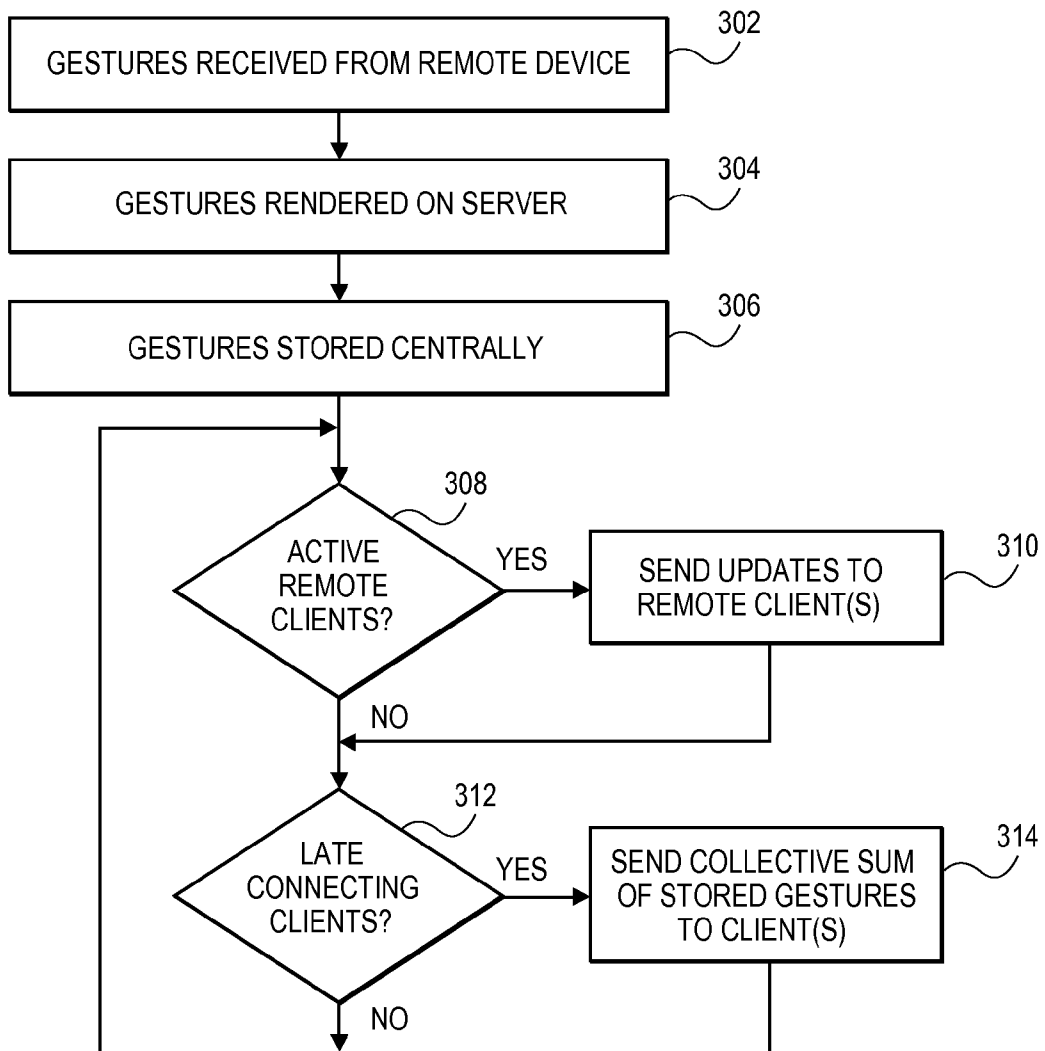 302
GESTURES RECEIVED FROM REMOTE DEVICE
304
GESTURES RENDERED ON SERVER
306
GESTURES STORED CENTRALLY
308
ACTIVE
REMOTE
CLIENTS?
YES
310
SEND UPDATES TO
REMOTE CLIENT(S)
NO
312
LATE
CONNECTING
CLIENTS?
YES
314
SEND COLLECTIVE SUM
OF STORED GESTURES
TO CLIENT(S)
NO